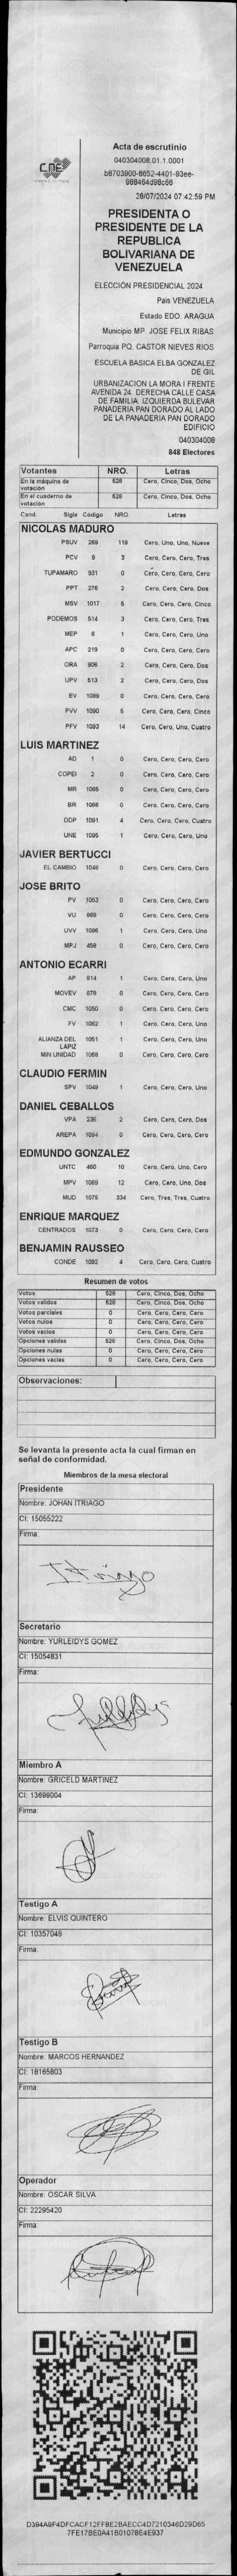 CDE
Acta de escrutinio
040304008.01.1.0001
b8703900-8652-4401-93ee-
988464d98c66
28/07/2024 07:42:59 PM
PRESIDENTA O
PRESIDENTE DE LA
REPUBLICA
BOLIVARIANA DE
VENEZUELA
ELECCIÓN PRESIDENCIAL 2024
Pais VENEZUELA
Estado EDO. ARAGUA
Municipio MP. JOSE FELIX RIBAS
Parroquia PQ. CASTOR NIEVES RIOS
ESCUELA BASICA ELBA GONZALEZ
DE GIL
URBANIZACION LA MORA I FRENTE
AVENIDA 24. DERECHA CALLE CASA
DE FAMILIA. IZQUIERDA BULEVAR
PANADERIA PAN DORADO AL LADO
DE LA PANADERIA PAN DORADO
EDIFICIO
040304008
848 Electores
Votantes NRO. Letras
En la máquina de votación 528 Cero, Cinco, Dos, Ocho
En el cuaderno de votación 528 Cero, Cinco, Dos, Ocho
Cand. Sigla Código NRO. Letras
NICOLAS MADURO
PSUV 269 119 Cero, Uno, Uno, Nueve
PCV 9 3 Cero, Cero, Cero, Tres
TUPAMARO 931 0 Cero, Cero, Cero, Cero
PPT 276 2 Cero, Cero, Cero, Dos
MSV 1017 5 Cero, Cero, Cero, Cinco
PODEMOS 514 3 Cero, Cero, Cero, Tres
MEP 6 1 Cero, Cero, Cero, Uno
APC 219 0 Cero, Cero, Cero, Cero
ORA 906 2 Cero, Cero, Cero, Dos
UPV 513 2 Cero, Cero, Cero, Dos
EV 1089 0 Cero, Cero, Cero, Cero
PVV 1090 5 Cero, Cero, Cero, Cinco
PFV 1093 14 Cero, Cero, Uno, Cuatro
LUIS MARTINEZ
AD 1 0 Cero, Cero, Cero, Cero
COPEI 2 0 Cero, Cero, Cero, Cero
MR 1065 0 Cero, Cero, Cero, Cero
BR 1066 0 Cero, Cero, Cero, Cero
DDP 1091 4 Cero, Cero, Cero, Cuatro
UNE 1095 1 Cero, Cero, Cero, Uno
JAVIER BERTUCCI
EL CAMBIO 1048 0 Cero, Cero, Cero, Cero
JOSE BRITO
PV 1053 0 Cero, Cero, Cero, Cero
VU 869 0 Cero, Cero, Cero, Cero
UVV 1096 1 Cero, Cero, Cero, Uno
MPJ 458 0 Cero, Cero, Cero, Cero
ANTONIO ECARRI
AP 814 1 Cero, Cero, Cero, Uno
MOVEV 878 0 Cero, Cero, Cero, Cero
CMC 1050 0 Cero, Cero, Cero, Cero
FV 1062 1 Cero, Cero, Cero, Uno
ALIANZA DEL LAPIZ 1051 1 Cero, Cero, Cero, Uno
MIN UNIDAD 1068 0 Cero, Cero, Cero, Cero
CLAUDIO FERMIN
SPV 1049 1 Cero, Cero, Cero, Uno
DANIEL CEBALLOS
VPA 236 2 Cero, Cero, Cero, Dos
AREPA 1094 0 Cero, Cero, Cero, Cero
EDMUNDO GONZALEZ
UNTC 460 10 Cero, Cero, Uno, Cero
MPV 1069 12 Cero, Cero, Uno, Dos
MUD 1075 334 Cero, Tres, Tres, Cuatro
ENRIQUE MARQUEZ
CENTRADOS 1073 0 Cero, Cero, Cero, Cero
BENJAMIN RAUSSEO
CONDE 1092 4 Cero, Cero, Cero, Cuatro
Resumen de votos
Votos 528 Cero, Cinco, Dos, Ocho
Votos validos 528 Cero, Cinco, Dos, Ocho
Votos parciales 0 Cero, Cero, Cero, Cero
Votos nulos 0 Cero, Cero, Cero, Cero
Votos vacios 0 Cero, Cero, Cero, Cero
Opciones validas 528 Cero, Cinco, Dos, Ocho
Opciones nulas 0 Cero, Cero, Cero, Cero
Opciones vacias 0 Cero, Cero, Cero, Cero
Observaciones:
Se levanta la presente acta la cual firman en
señal de conformidad.
Miembros de la mesa electoral
Presidente
Nombre: JOHAN ITRIAGO
CI: 15055222
Firma:
Itriago
Secretario
Nombre: YURLEIDYS GOMEZ
CI: 15054831
Firma:
Miembro A
Nombre: GRICELD MARTINEZ
CI: 13699004
Firma:
Testigo A
Nombre: ELVIS QUINTERO
CI: 10357049
Firma:
Testigo B
Nombre: MARCOS HERNANDEZ
CI: 18165803
Firma:
Operador
Nombre: OSCAR SILVA
CI: 22295420
Firma:
D394A9F4DFCACF12FFBE2BAECC4D7210346D29D65
7FE17BE0A41B01078E4E937